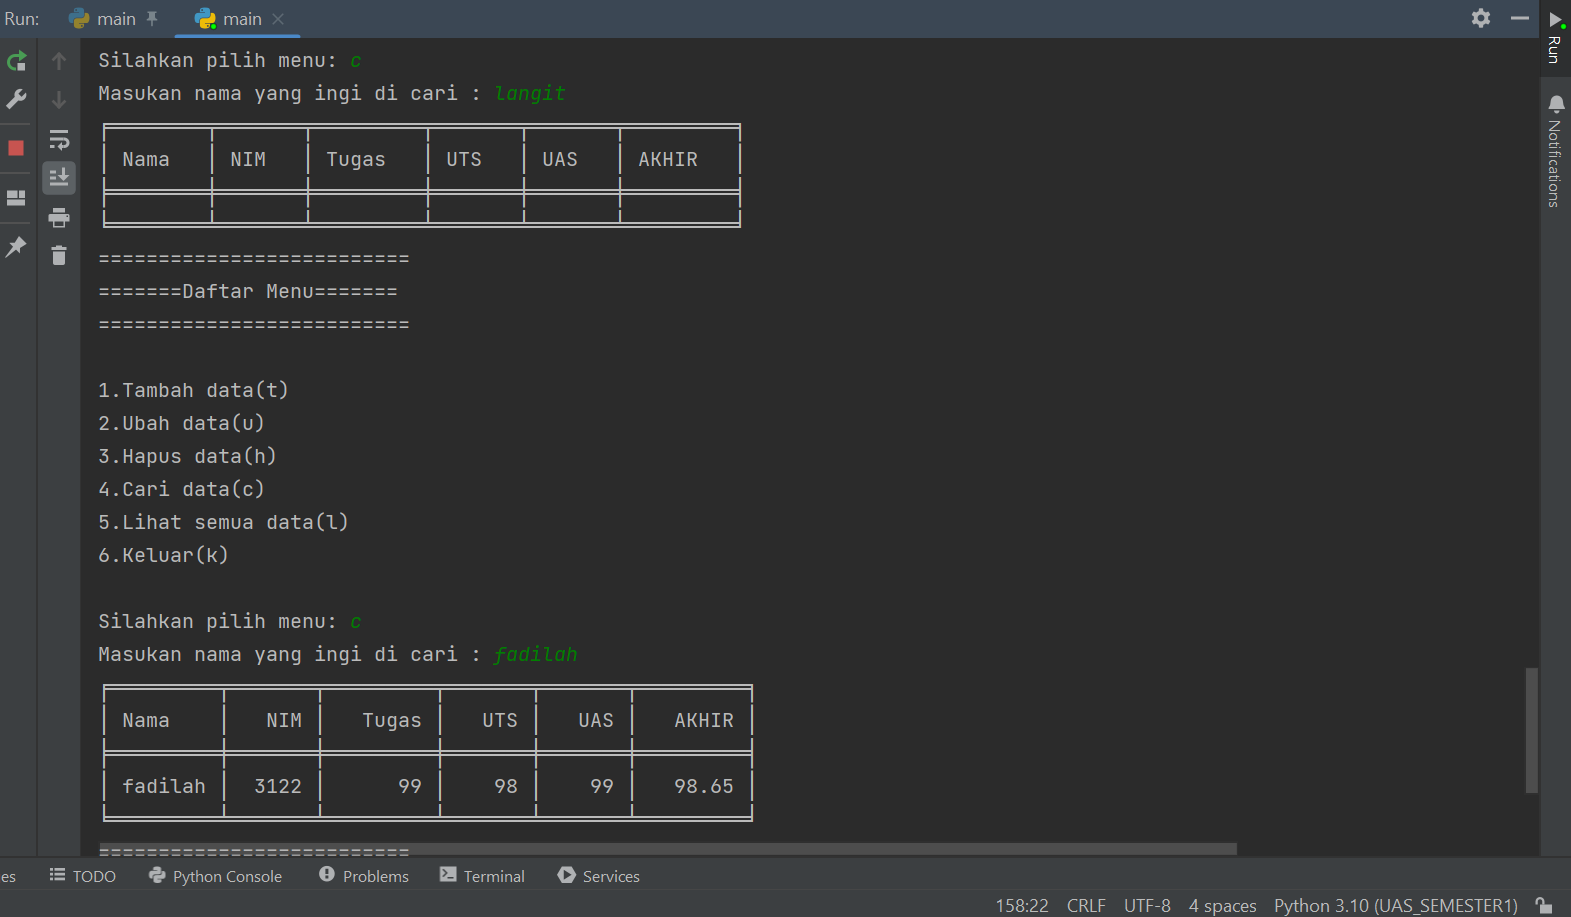 Run: main main
Silahkan pilih menu: c
Masukan nama yang ingi di cari : langit
Nama NIM Tugas UTS UAS AKHIR
==========================
=======Daftar Menu=======
==========================
1.Tambah data(t)
2.Ubah data(u)
3.Hapus data(h)
4.Cari data(c)
5.Lihat semua data(l)
6.Keluar(k)
Silahkan pilih menu: c
Masukan nama yang ingi di cari : fadilah
Nama NIM Tugas UTS UAS AKHIR
fadilah 3122 99 98 99 98.65
==========================
Run
Notifications
es TODO Python Console Problems Terminal Services
158:22 CRLF UTF-8 4 spaces Python 3.10 (UAS_SEMESTER1)